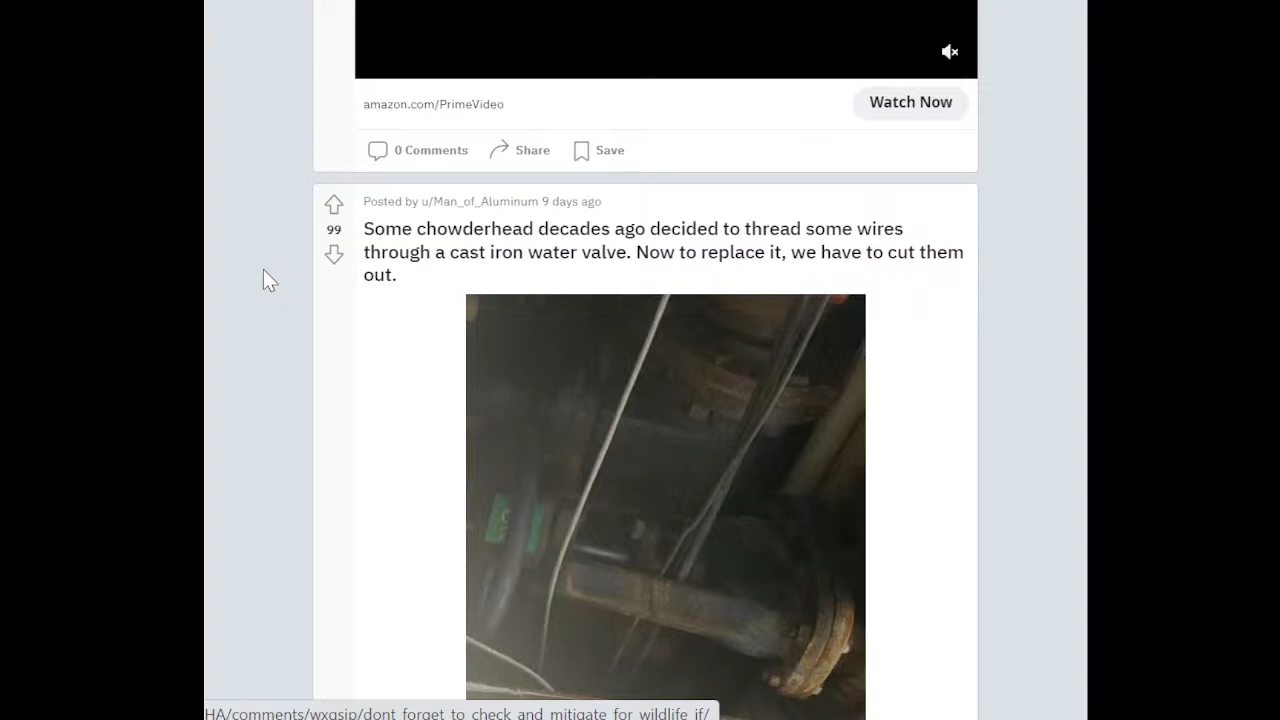 amazon.com/PrimeVideo
Watch Now
0 Comments
Share
Save
Posted by u/Man_of_Aluminum 9 days ago
99
Some chowderhead decades ago decided to thread some wires
through a cast iron water valve. Now to replace it, we have to cut them
out.
HA/comments/wxgsip/dont_forget_to_check_and_mitigate_for_wildlife_if/